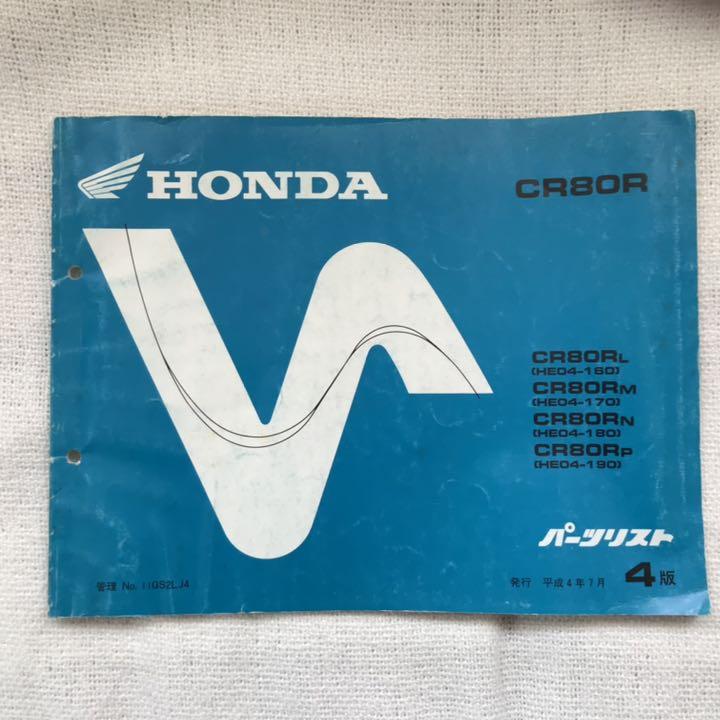 HONDA
CR80R
CR80RL
(HE04-160)
CR80RM
(HE04-170)
CR80RN
(HE04-180)
CR80RP
(HE04-190)
パーツリスト
管理 No. 11GS2LJ4
発行 平成4年7月 4版